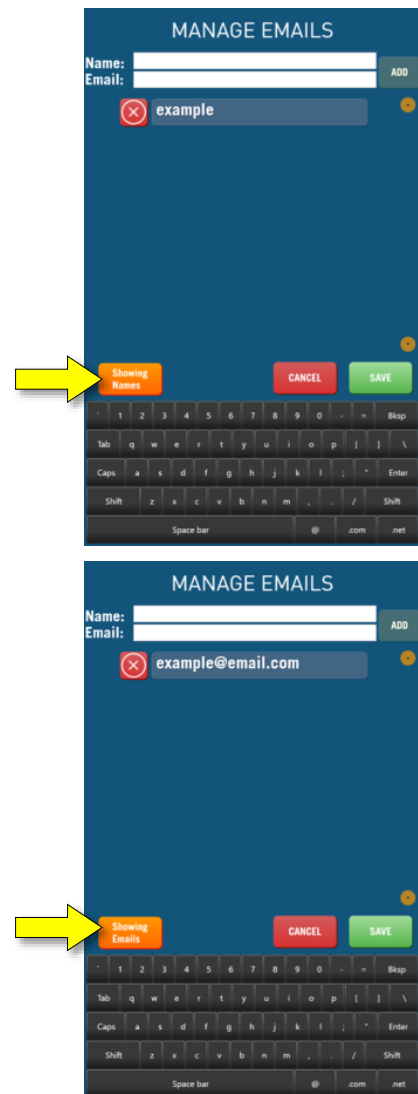 MANAGE EMAILS
Name:
Email:
ADD
example
-
-
Showing
Names
CANCEL
SAVE
` 1 2 3 4 5 6 7 8 9 0 - = Bksp
Tab q w e r t y u i o p [ ] \
Caps a s d f g h j k l ; ' Enter
Shift z x c v b n m , . / Shift
Space bar @ .com .net
MANAGE EMAILS
Name:
Email:
ADD
example@email.com
-
-
Showing
Emails
CANCEL
SAVE
` 1 2 3 4 5 6 7 8 9 0 - = Bksp
Tab q w e r t y u i o p [ ] \
Caps a s d f g h j k l ; ' Enter
Shift z x c v b n m , . / Shift
Space bar @ .com .net